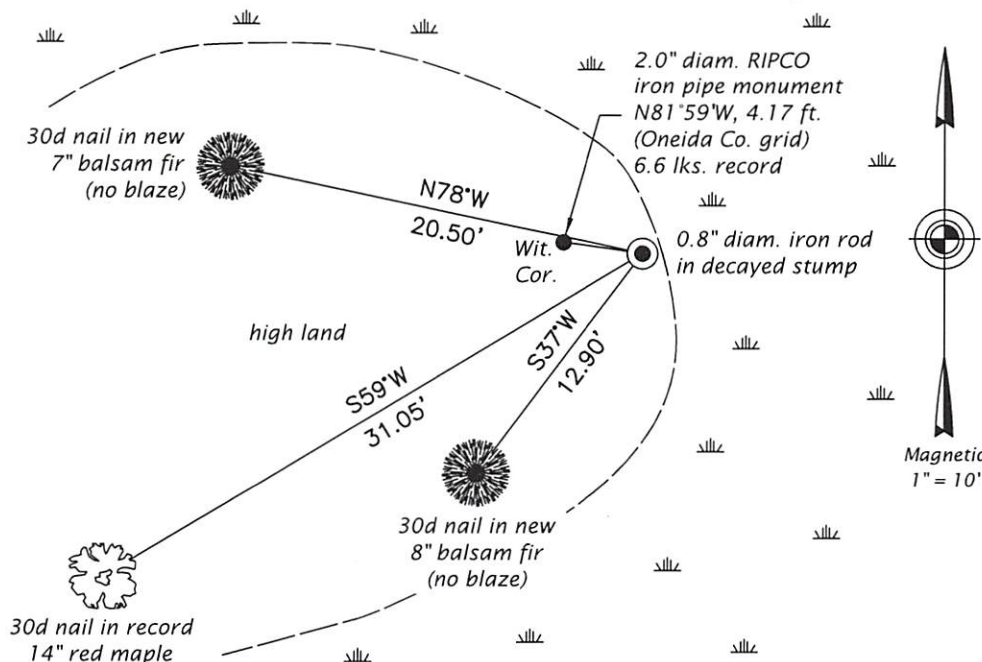 2.0" diam. RIPCO
iron pipe monument
N81°59'W, 4.17 ft.
(Oneida Co. grid)
6.6 lks. record
30d nail in new
7" balsam fir
(no blaze)
N78°W
20.50'
Wit.
Cor.
0.8" diam. iron rod
in decayed stump
high land
S37°W
12.90'
S59°W
31.05'
Magnetic
1" = 10'
30d nail in new
8" balsam fir
(no blaze)
30d nail in record
14" red maple